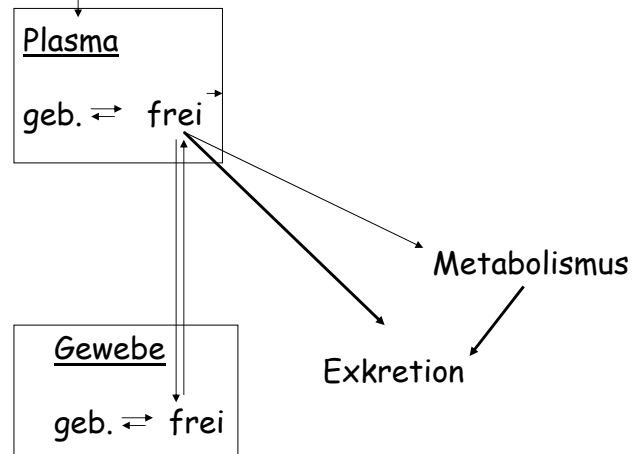 Plasma
geb. frei
Metabolismus
Gewebe
Exkretion
geb. frei